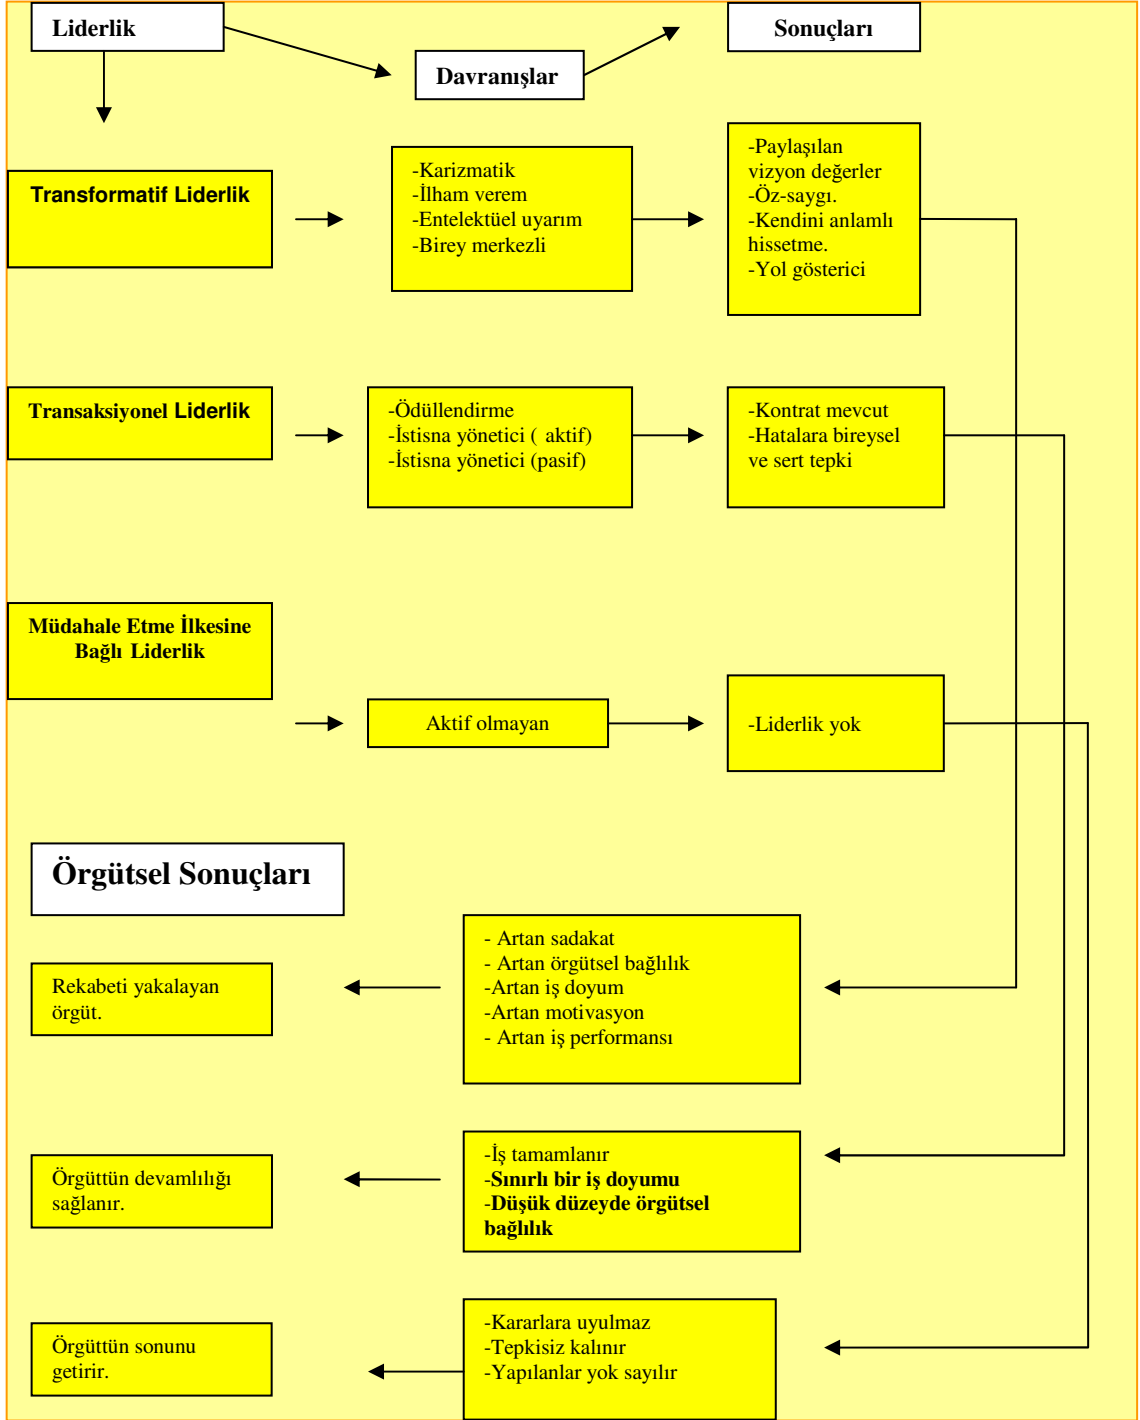 Liderlik
Sonuçları
Davranışlar
Transformatif Liderlik
-Karizmatik
-İlham verem
-Entelektüel uyarım
-Birey merkezli
-Paylaşılan
vizyon değerler
-Öz-saygı.
-Kendini anlamlı
hissetme.
-Yol gösterici
Transaksiyonel Liderlik
-Ödüllendirme
-İstisna yönetici ( aktif)
-İstisna yönetici (pasif)
-Kontrat mevcut
-Hatalara bireysel
ve sert tepki
Müdahale Etme İlkesine
Bağlı Liderlik
Aktif olmayan
-Liderlik yok
Örgütsel Sonuçları
Rekabeti yakalayan
örgüt.
- Artan sadakat
- Artan örgütsel bağlılık
-Artan iş doyum
-Artan motivasyon
- Artan iş performansı
Örgüttün devamlılığı
sağlanır.
-İş tamamlanır
-Sınırlı bir iş doyumu
-Düşük düzeyde örgütsel
bağlılık
Örgüttün sonunu
getirir.
-Kararlara uyulmaz
-Tepkisiz kalınır
-Yapılanlar yok sayılır